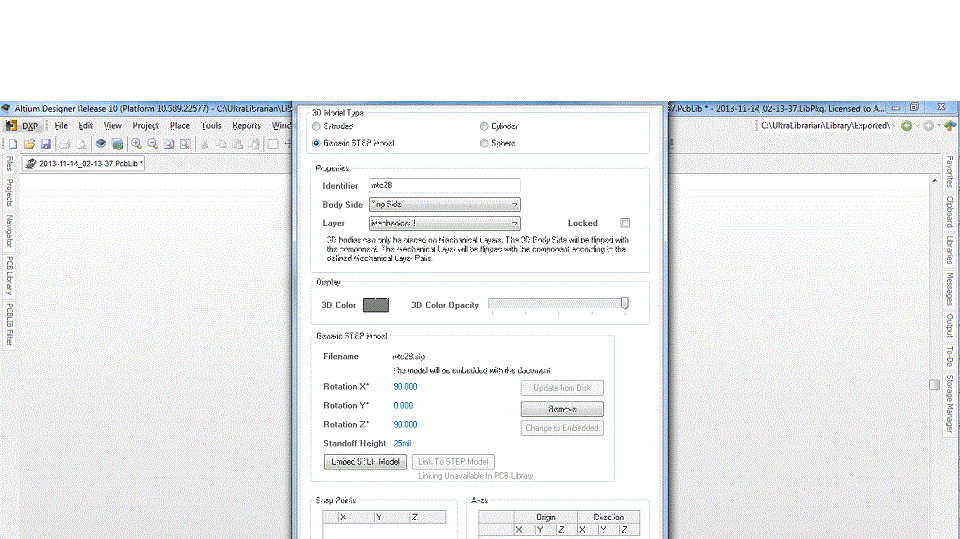 Altium Designer Release 10 (Platform 10.589.22577) - C:\UltraLibrarian\Lib
37.PcbLib * - 2013-11-14_02-13-37.LibPkg. Licensed to A...
DXP File Edit View Project Place Tools Reports Wind
C:\UltraLibrarian\Library\Exported\
2013-11-14_02-13-37.PcbLib *
Files
Projects
Navigator
PCB Library
PCBLIB Filter
3D Model Type
Extruded
Cylinder
Generic STEP Model
Sphere
Properties
Identifier
Body Side Top Side
Layer Mechanical 1
Locked
3D bodies can only be placed on Mechanical Layers. The 3D Body Side will be flipped with
the component. The Mechanical Layer will be flipped with the component according to the
defined Mechanical Layer Pairs.
Display
3D Color
3D Color Opacity
Generic STEP Model
Filename
The model will be embedded with the document
Rotation X° 90.000
Update from Disk
Rotation Y° 0.000
Remove
Rotation Z° 90.000
Change to Embedded
Standoff Height 25mil
Embed STEP Model
Link To STEP Model
Linking Unavailable In PCB Library
Snap Points
X Y Z
Axes
Origin Direction
X Y Z X Y Z
Favorites
Clipboard
Libraries
Messages
Output
To-Do
Storage Manager